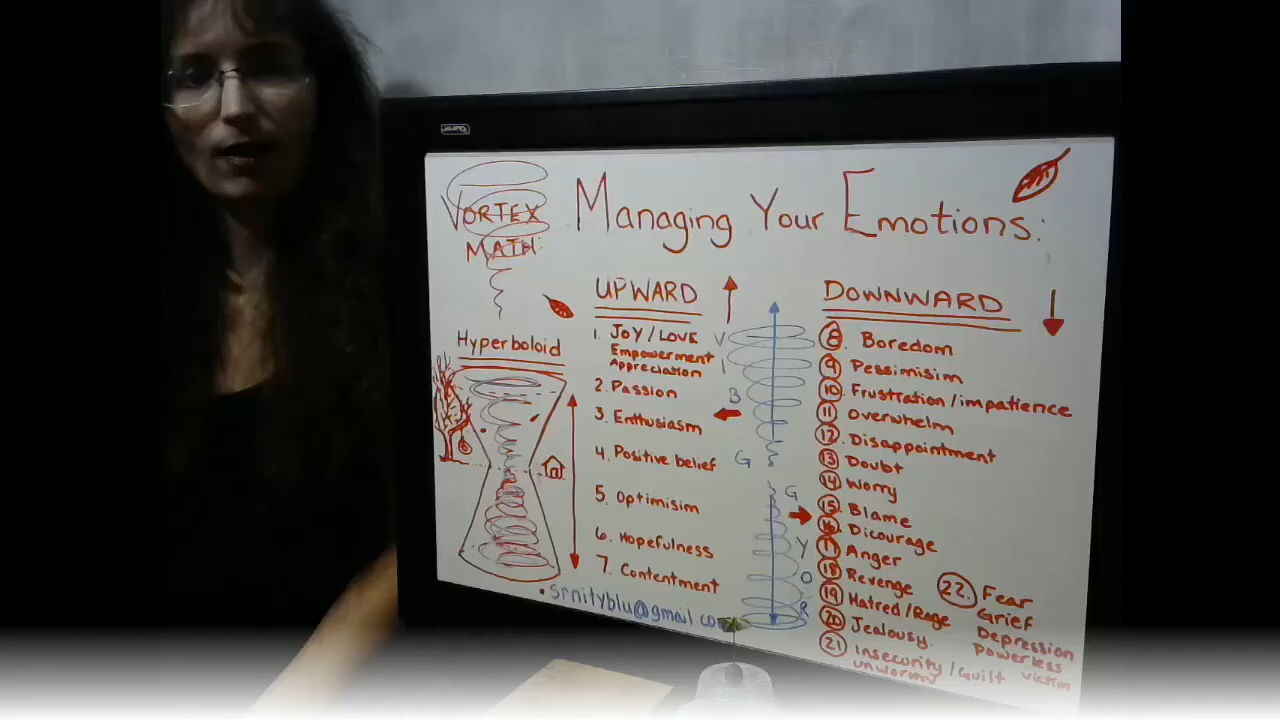 VORTEX
MATH:
Managing Your Emotions:
Hyperboloid
UPWARD
1. JOY / LOVE
Empowerment
Appreciation
2. Passion
3. Enthusiasm
4. Positive belief
5. Optimisim
6. Hopefulness
7. Contentment
V
I
B
G
G
Y
O
R
DOWNWARD
8. Boredom
9. Pessimisim
10. Frustration / impatience
11. Overwhelm
12. Disappointment
13. Doubt
14. Worry
15. Blame
16. Dicourage
17. Anger
18. Revenge
19. Hatred / Rage
20. Jealousy
21. Insecurity / Guilt
unworthy
22. Fear
Grief
Depression
Powerless
victim
srnityblu@gmail.com